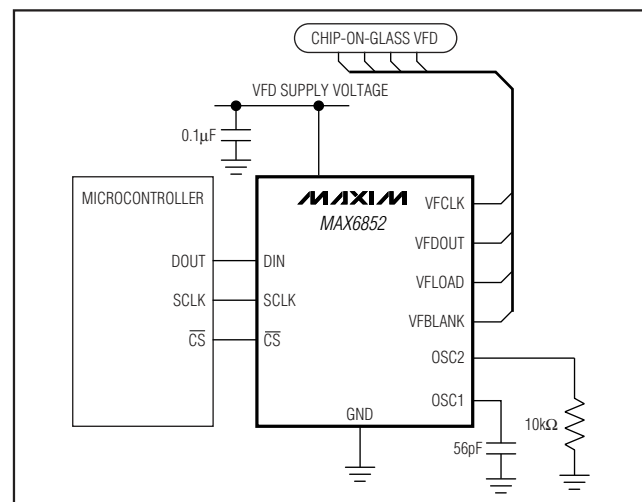 CHIP-ON-GLASS VFD
VFD SUPPLY VOLTAGE
0.1μF
MICROCONTROLLER
MAXIM
MAX6852
VFCLK
VFDOUT
DOUT
DIN
VFLOAD
SCLK
SCLK
VFBLANK
CS
CS
OSC2
OSC1
GND
10kΩ
56pF